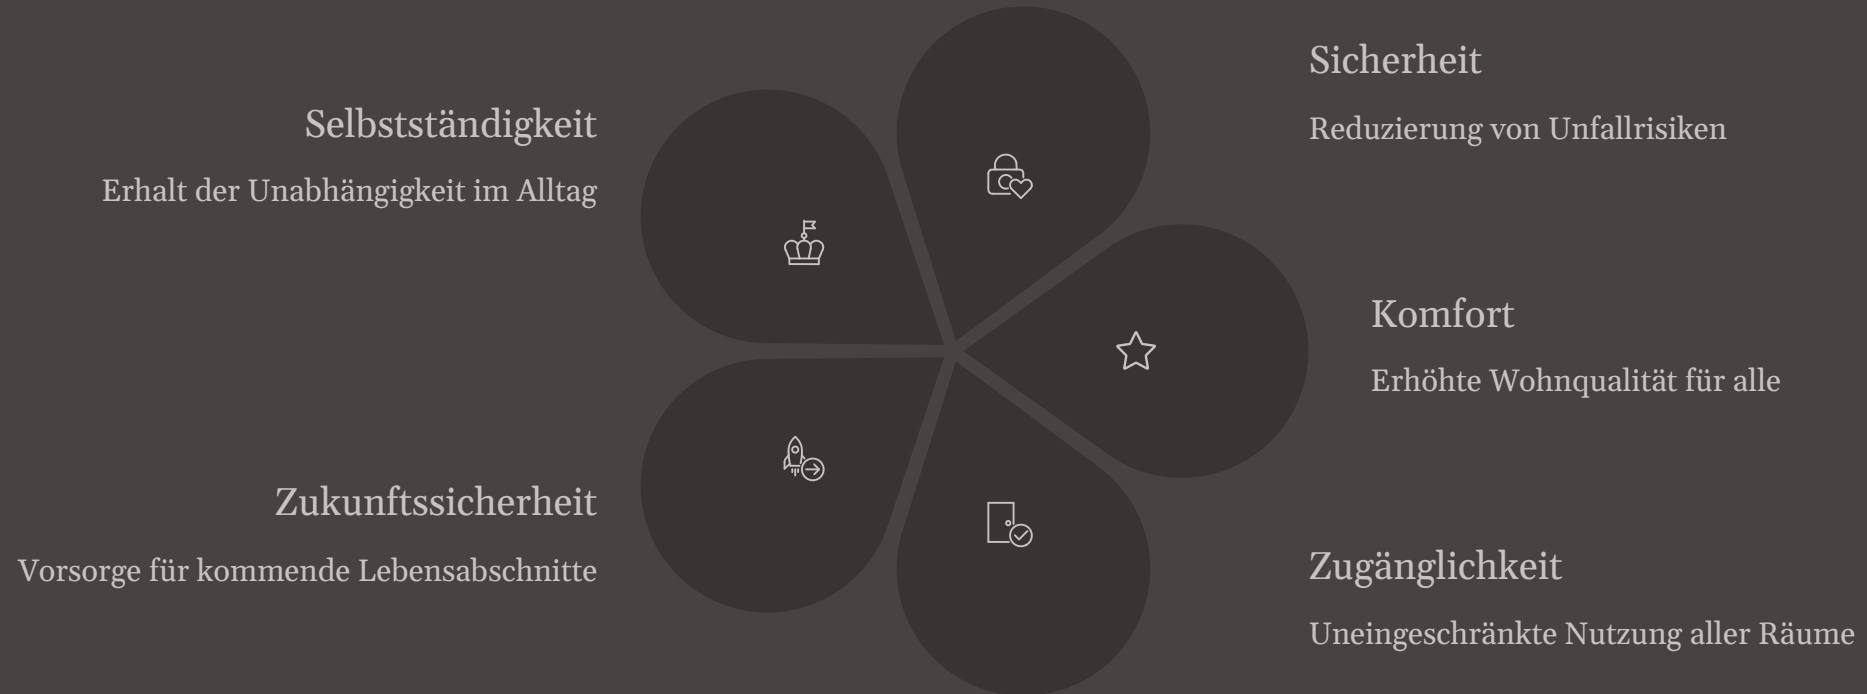 Selbstständigkeit
Erhalt der Unabhängigkeit im Alltag
Sicherheit
Reduzierung von Unfallrisiken
Komfort
Erhöhte Wohnqualität für alle
Zukunftssicherheit
Vorsorge für kommende Lebensabschnitte
Zugänglichkeit
Uneingeschränkte Nutzung aller Räume